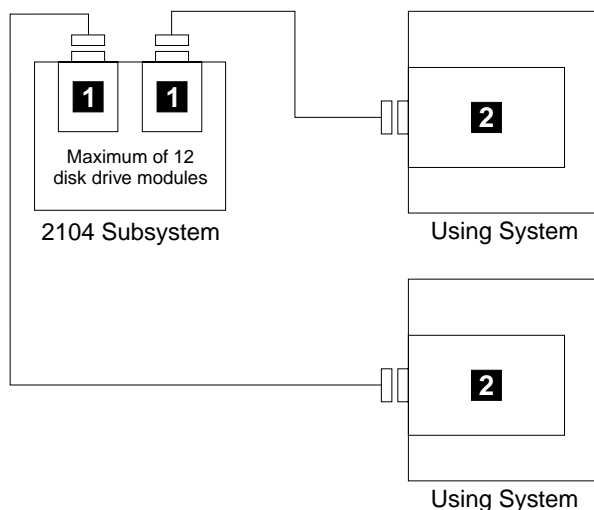 1 1
2
Maximum of 12
disk drive modules
2104 Subsystem
Using System
2
Using System